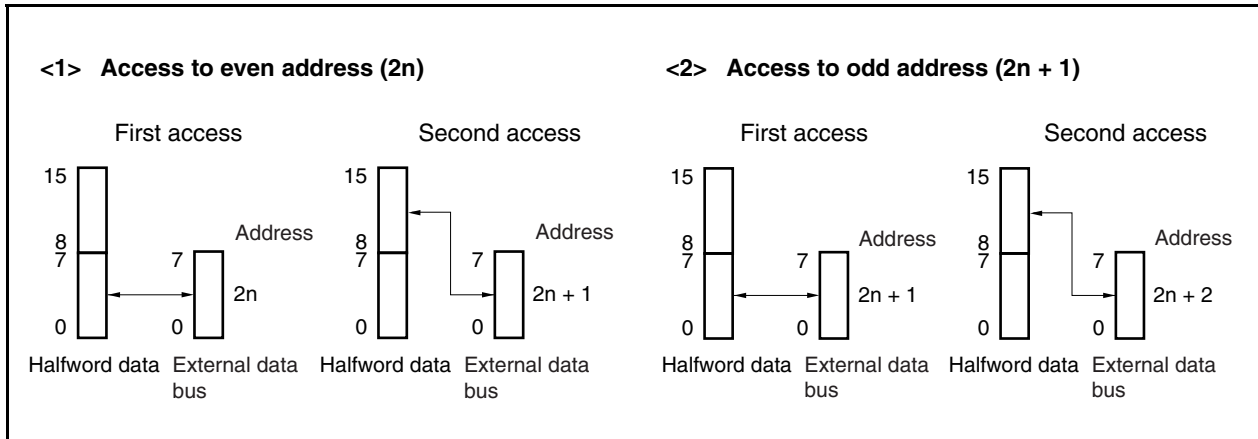 <1> Access to even address (2n)
First access
15
8
7
0
7
0
Address
2n
Halfword data
External data
bus
Second access
15
8
7
0
7
0
Address
2n + 1
Halfword data
External data
bus
<2> Access to odd address (2n + 1)
First access
15
8
7
0
7
0
Address
2n + 1
Halfword data
External data
bus
Second access
15
8
7
0
7
0
Address
2n + 2
Halfword data
External data
bus